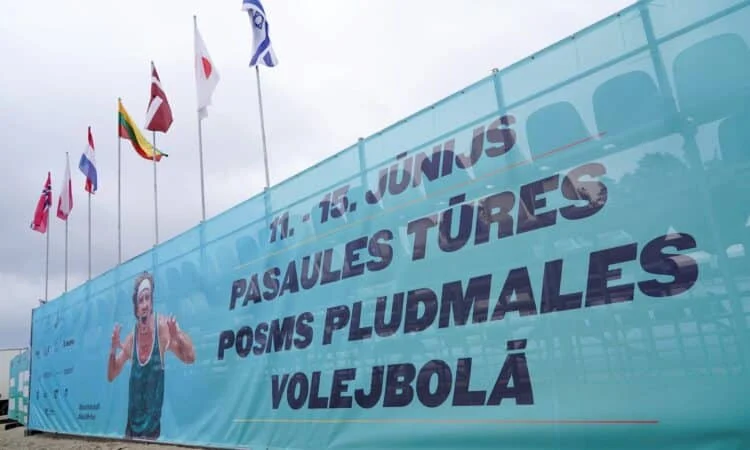 11. - 15. JŪNIJS
PASAULES TŪRES
POSMS PLUDMALES
VOLEJBOLĀ